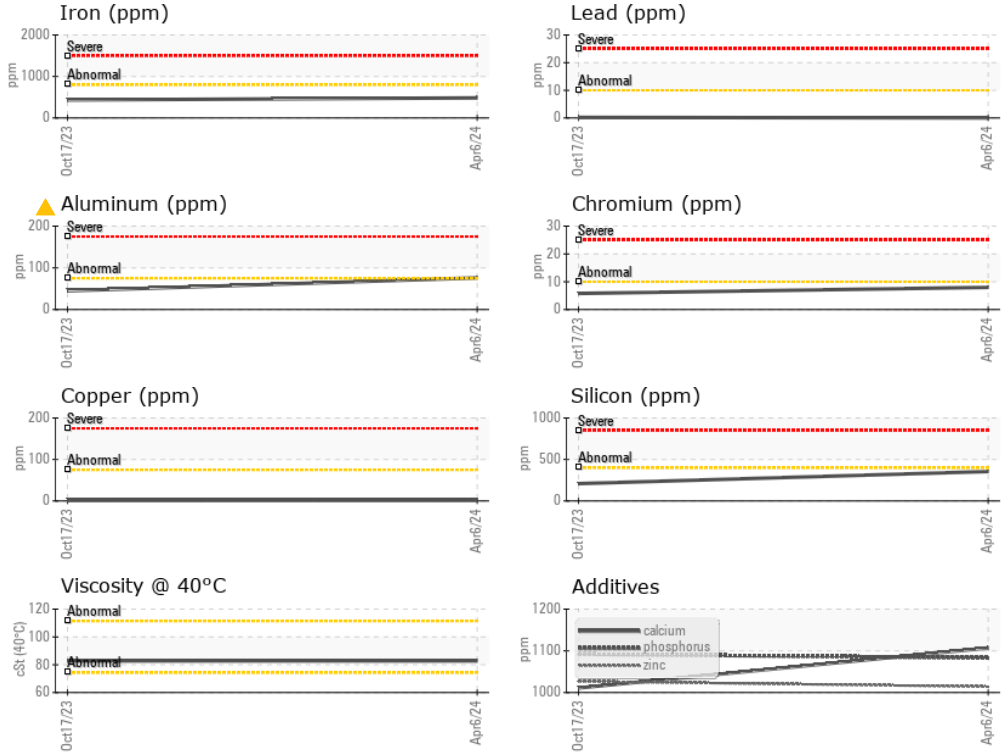 Iron (ppm)
2000
Severe
1000
Abnormal
0
ppm
Oct17/23
Apr6/24
Lead (ppm)
30
Severe
20
Abnormal
10
0
ppm
Oct17/23
Apr6/24
Aluminum (ppm)
200
Severe
100
Abnormal
0
ppm
Oct17/23
Apr6/24
Chromium (ppm)
30
Severe
20
Abnormal
10
0
ppm
Oct17/23
Apr6/24
Copper (ppm)
200
Severe
100
Abnormal
0
ppm
Oct17/23
Apr6/24
Silicon (ppm)
1000
Severe
500
Abnormal
0
ppm
Oct17/23
Apr6/24
Viscosity @ 40°C
120
Abnormal
100
80
Abnormal
60
cSt (40°C)
Oct17/23
Apr6/24
Additives
1200
1100
1000
ppm
calcium
phosphorus
zinc
Oct17/23
Apr6/24